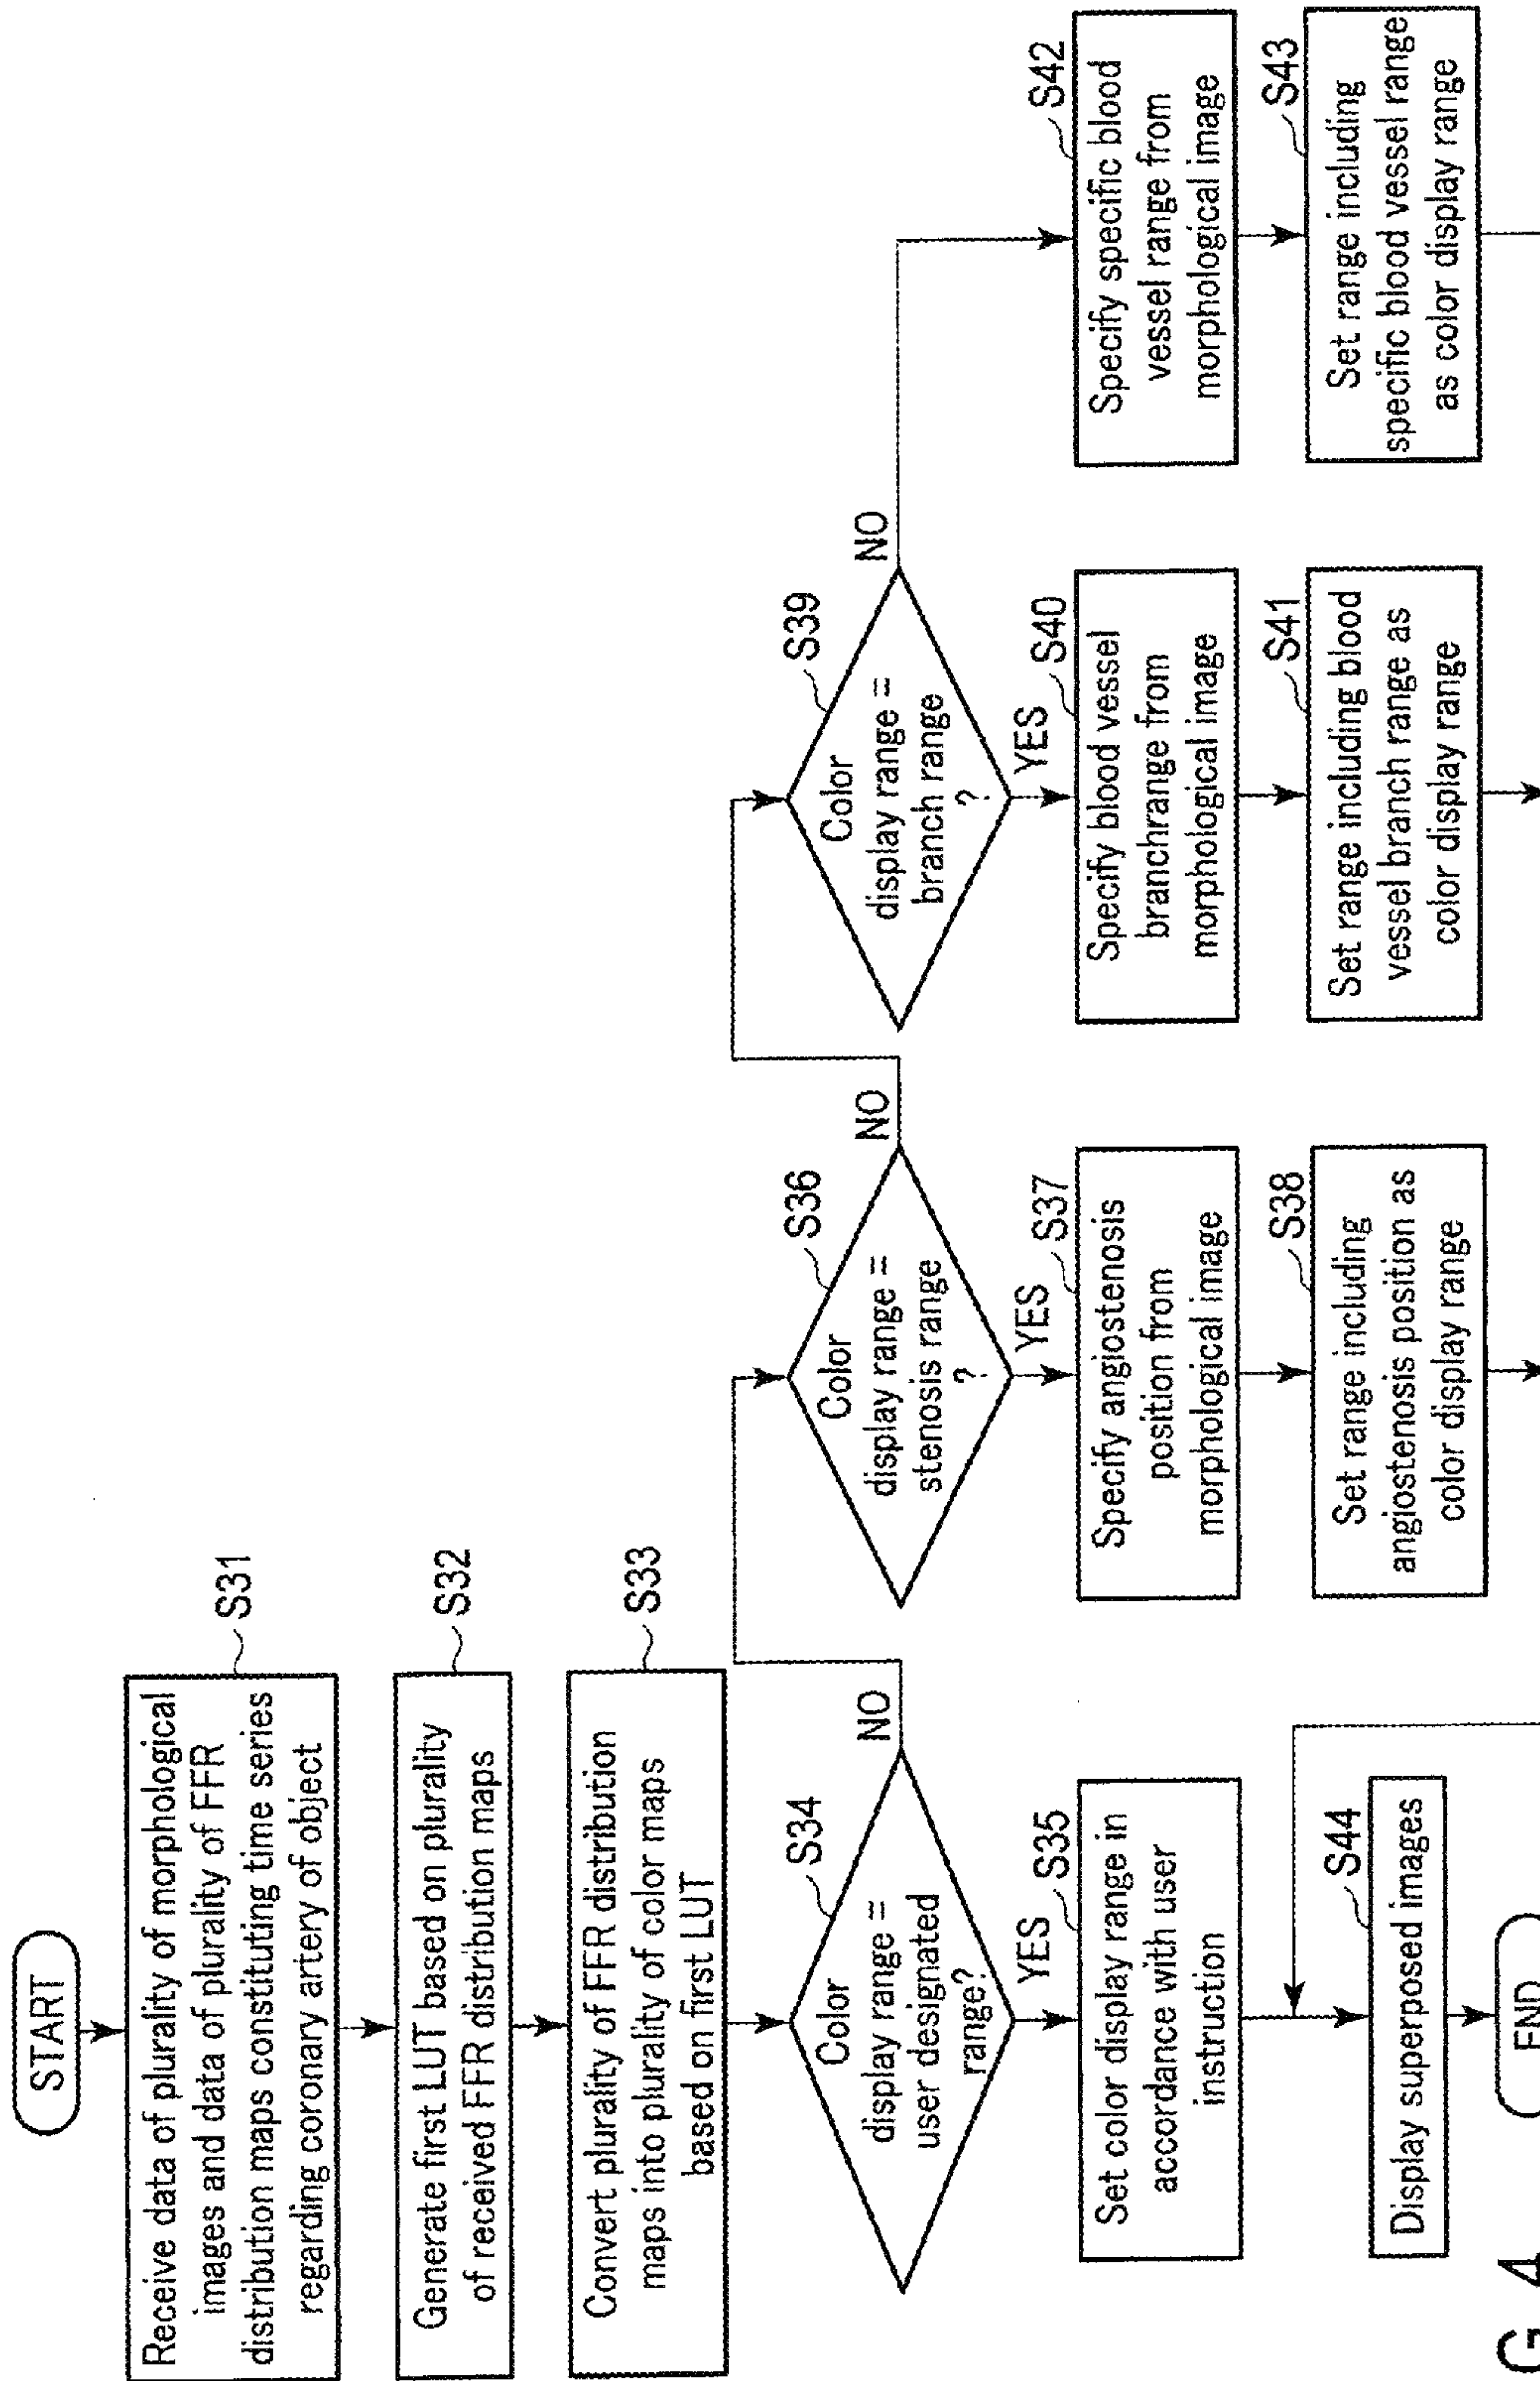 START
Receive data of plurality of morphological
images and data of plurality of FFR
distribution maps constituting time series
regarding coronary artery of object
S31
Generate first LUT based on plurality
of received FFR distribution maps
S32
Convert plurality of FFR distribution
maps into plurality of color maps
based on first LUT
S33
Color
display range =
user designated
range?
S34
NO
YES
S35
Set color display range in
accordance with user
instruction
S44
Display superposed images
END
Color
display range =
stenosis range
?
S36
NO
YES
S37
Specify angiostenosis
position from
morphological image
S38
Set range including
angiostenosis position as
color display range
Color
display range =
branch range
?
S39
NO
YES
S40
Specify blood vessel
branchrange from
morphological image
S41
Set range including blood
vessel branch range as
color display range
S42
Specify specific blood
vessel range from
morphological image
S43
Set range including
specific blood vessel range
as color display range
G. 4